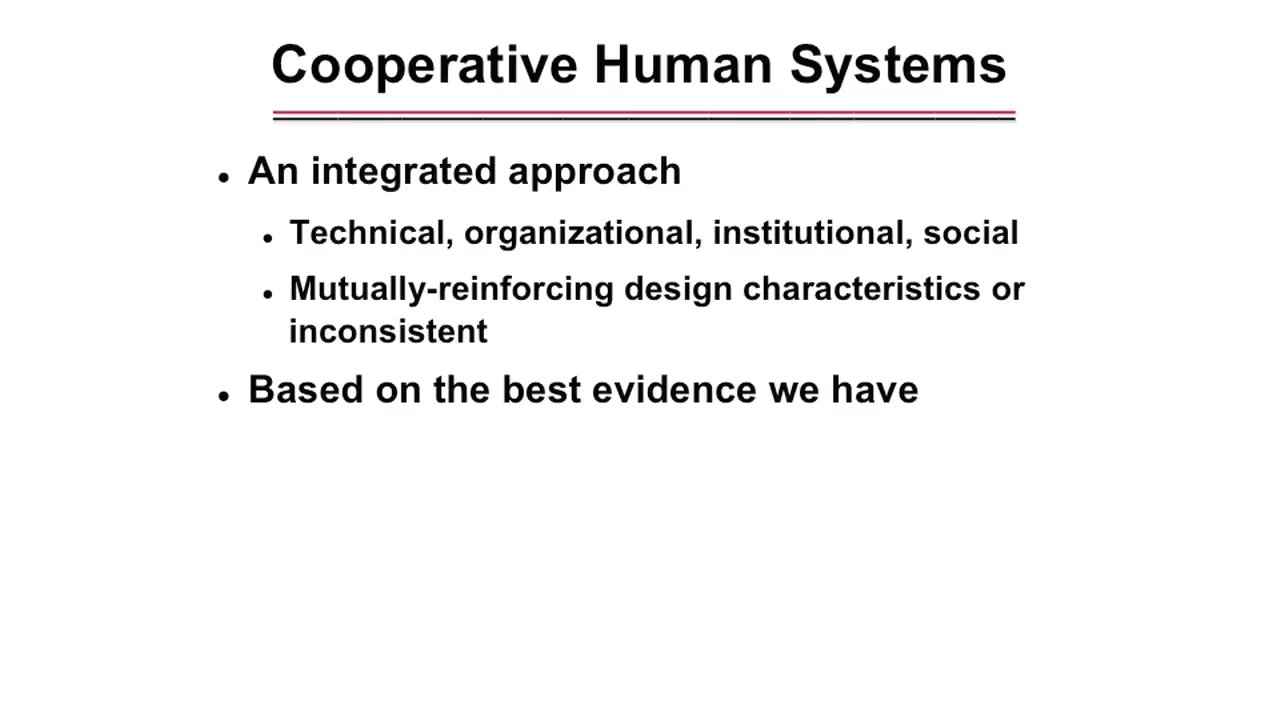 Cooperative Human Systems
• An integrated approach
• Technical, organizational, institutional, social
• Mutually-reinforcing design characteristics or
inconsistent
• Based on the best evidence we have